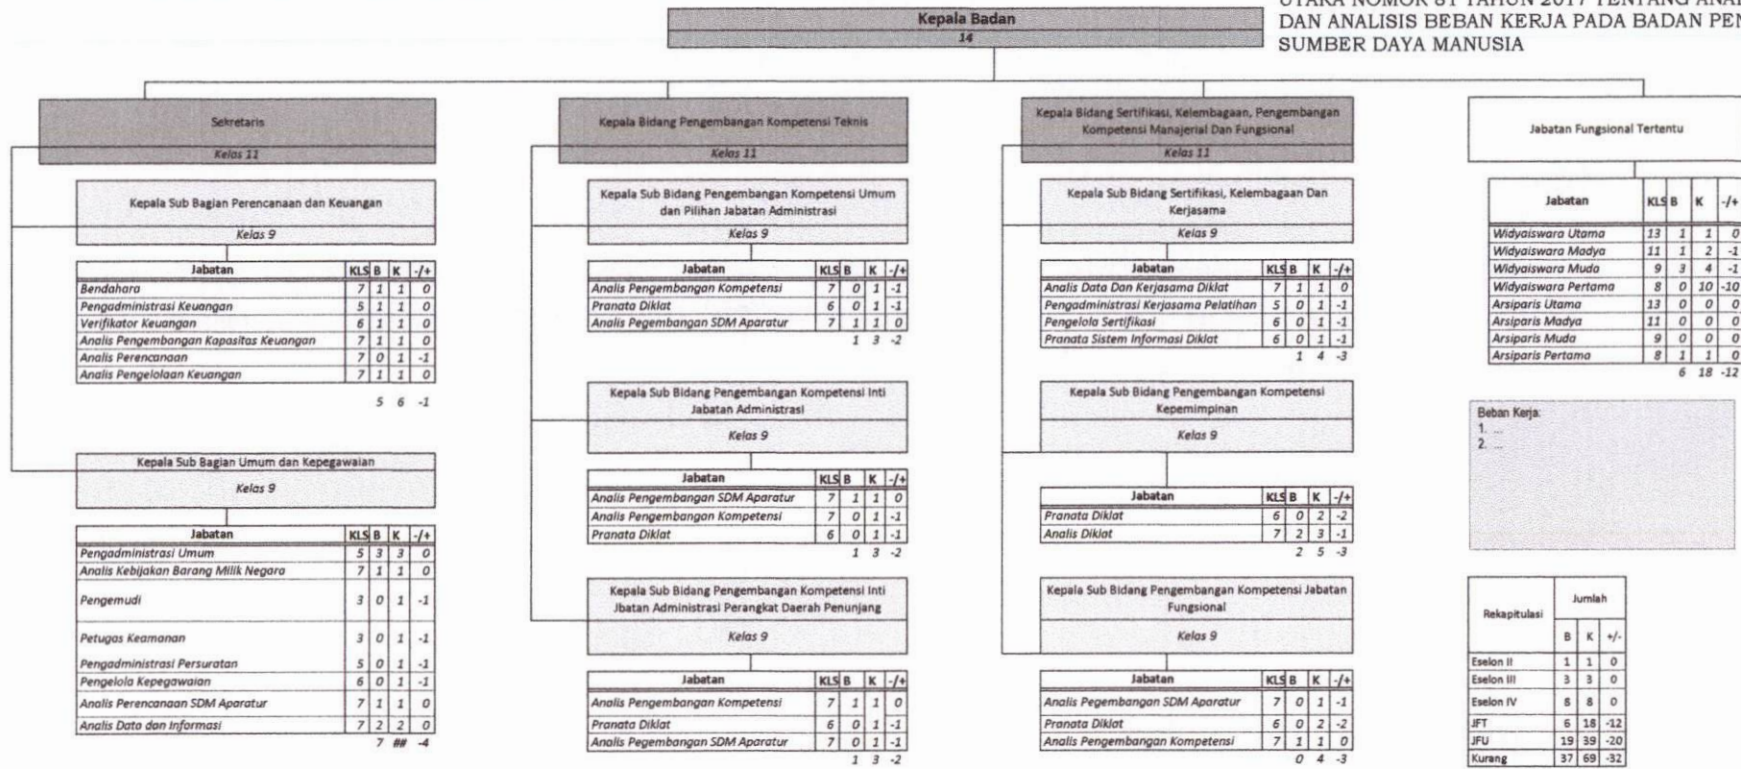 UTARA NOMOR 81 TAHUN 2017 TENTANG
DAN ANALISIS BEBAN KERJA PADA BADAN
SUMBER DAYA MANUSIA
Kepala Badan
14
Sekretaris
Kelas 11
Kepala Sub Bagian Perencanaan dan Keuangan
Kelas 9
Jabatan KLS B K -/+
Bendahara 7 1 1 0
Pengadministrasi Keuangan 5 1 1 0
Verifikator Keuangan 6 1 1 0
Analis Pengembangan Kapasitas Keuangan 7 1 1 0
Analis Perencanaan 7 0 1 -1
Analis Pengelolaan Keuangan 7 1 1 0
5 6 -1
Kepala Sub Bagian Umum dan Kepegawaian
Kelas 9
Jabatan KLS B K -/+
Pengadministrasi Umum 5 3 3 0
Analis Kebijakan Barang Milik Negara 7 1 1 0
Pengemudi 3 0 1 -1
Petugas Keamanan 3 0 1 -1
Pengadministrasi Persuratan 5 0 1 -1
Pengelola Kepegawaian 6 0 1 -1
Analis Perencanaan SDM Aparatur 7 1 1 0
Analis Data dan Informasi 7 2 2 0
7 ## -4
Kepala Bidang Pengembangan Kompetensi Teknis
Kelas 11
Kepala Sub Bidang Pengembangan Kompetensi Umum
dan Pilihan Jabatan Administrasi
Kelas 9
Jabatan KLS B K -/+
Analis Pengembangan Kompetensi 7 0 1 -1
Pranata Diklat 6 0 1 -1
Analis Pegembangan SDM Aparatur 7 1 1 0
1 3 -2
Kepala Sub Bidang Pengembangan Kompetensi Inti
Jabatan Administrasi
Kelas 9
Jabatan KLS B K -/+
Analis Pengembangan SDM Aparatur 7 1 1 0
Analis Pengembangan Kompetensi 7 0 1 -1
Pranata Diklat 6 0 1 -1
1 3 -2
Kepala Sub Bidang Pengembangan Kompetensi Inti
Jbatan Administrasi Perangkat Daerah Penunjang
Kelas 9
Jabatan KLS B K -/+
Analis Pengembangan Kompetensi 7 1 1 0
Pranata Diklat 6 0 1 -1
Analis Pegembangan SDM Aparatur 7 0 1 -1
1 3 -2
Kepala Bidang Sertifikasi, Kelembagaan, Pengembangan
Kompetensi Manajerial Dan Fungsional
Kelas 11
Kepala Sub Bidang Sertifikasi, Kelembagaan Dan
Kerjasama
Kelas 9
Jabatan KLS B K -/+
Analis Data Dan Kerjasama Diklat 7 1 1 0
Pengadministrasi Kerjasama Pelatihan 5 0 1 -1
Pengelola Sertifikasi 6 0 1 -1
Pranata Sistem Informasi Diklat 6 0 1 -1
1 4 -3
Kepala Sub Bidang Pengembangan Kompetensi
Kepemimpinan
Kelas 9
Jabatan KLS B K -/+
Pranata Diklat 6 0 2 -2
Analis Diklat 7 2 3 -1
2 5 -3
Kepala Sub Bidang Pengembangan Kompetensi Jabatan
Fungsional
Kelas 9
Jabatan KLS B K -/+
Analis Pegembangan SDM Aparatur 7 0 1 -1
Pranata Diklat 6 0 2 -2
Analis Pengembangan Kompetensi 7 1 1 0
0 4 -3
Jabatan Fungsional Tertentu
Jabatan KLS B K -/+
Widyaiswara Utama 13 1 1 0
Widyaiswara Madya 11 1 2 -1
Widyaiswara Muda 9 3 4 -1
Widyaiswara Pertama 8 0 10 -10
Arsiparis Utama 13 0 0 0
Arsiparis Madya 11 0 0 0
Arsiparis Muda 9 0 0 0
Arsiparis Pertama 8 1 1 0
6 18 -12
Beban Kerja:
1. ...
2. ...
Rekapitulasi Jumlah
B K +/-
Eselon II 1 1 0
Eselon III 3 3 0
Eselon IV 8 8 0
JFT 6 18 -12
JFU 19 39 -20
Kurang 37 69 -32